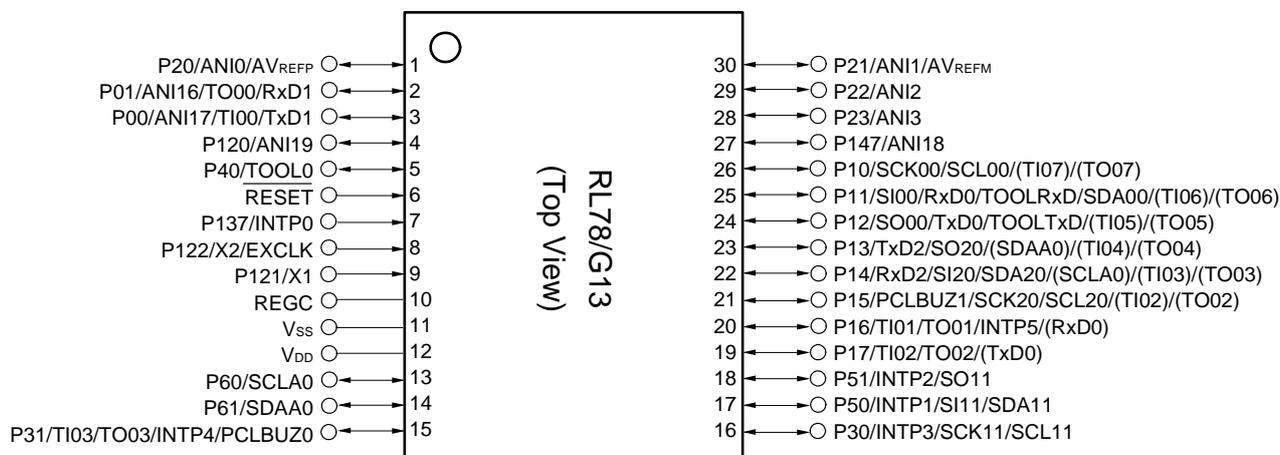 P20/ANI0/AVREFP 1
P01/ANI16/TO00/RxD1 2
P00/ANI17/TI00/TxD1 3
P120/ANI19 4
P40/TOOL0 5
RESET 6
P137/INTP0 7
P122/X2/EXCLK 8
P121/X1 9
REGC 10
VSS 11
VDD 12
P60/SCLA0 13
P61/SDAA0 14
P31/TI03/TO03/INTP4/PCLBUZ0 15
RL78/G13
(Top View)
30 P21/ANI1/AVREFM
29 P22/ANI2
28 P23/ANI3
27 P147/ANI18
26 P10/SCK00/SCL00/(TI07)/(TO07)
25 P11/SI00/RxD0/TOOLRxD/SDA00/(TI06)/(TO06)
24 P12/SO00/TxD0/TOOLTxD/(TI05)/(TO05)
23 P13/TxD2/SO20/(SDAA0)/(TI04)/(TO04)
22 P14/RxD2/SI20/SDA20/(SCLA0)/(TI03)/(TO03)
21 P15/PCLBUZ1/SCK20/SCL20/(TI02)/(TO02)
20 P16/TI01/TO01/INTP5/(RxD0)
19 P17/TI02/TO02/(TxD0)
18 P51/INTP2/SO11
17 P50/INTP1/SI11/SDA11
16 P30/INTP3/SCK11/SCL11